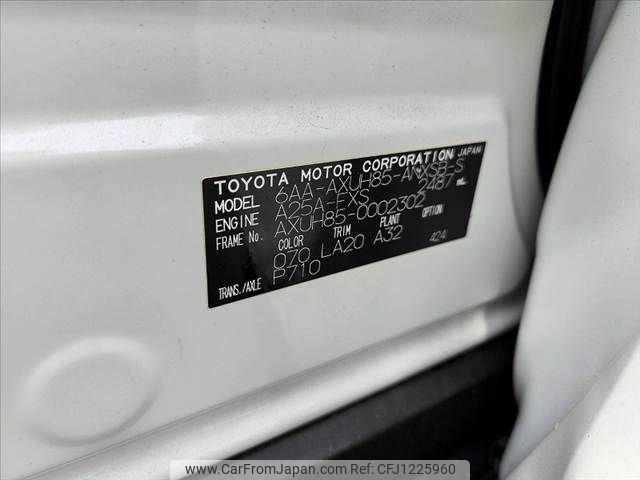 TOYOTA MOTOR CORPORATION JAPAN
MODEL 6AA-AXUH85-ANXSB-S
ENGINE A25A-FXS 2487 mL
FRAME No. AXUH85-0002302
COLOR TRIM PLANT OPTION
070 LA20 A32 424
TRANS./AXLE P710
www.CarFromJapan.com | Ref No. CFJ1225960